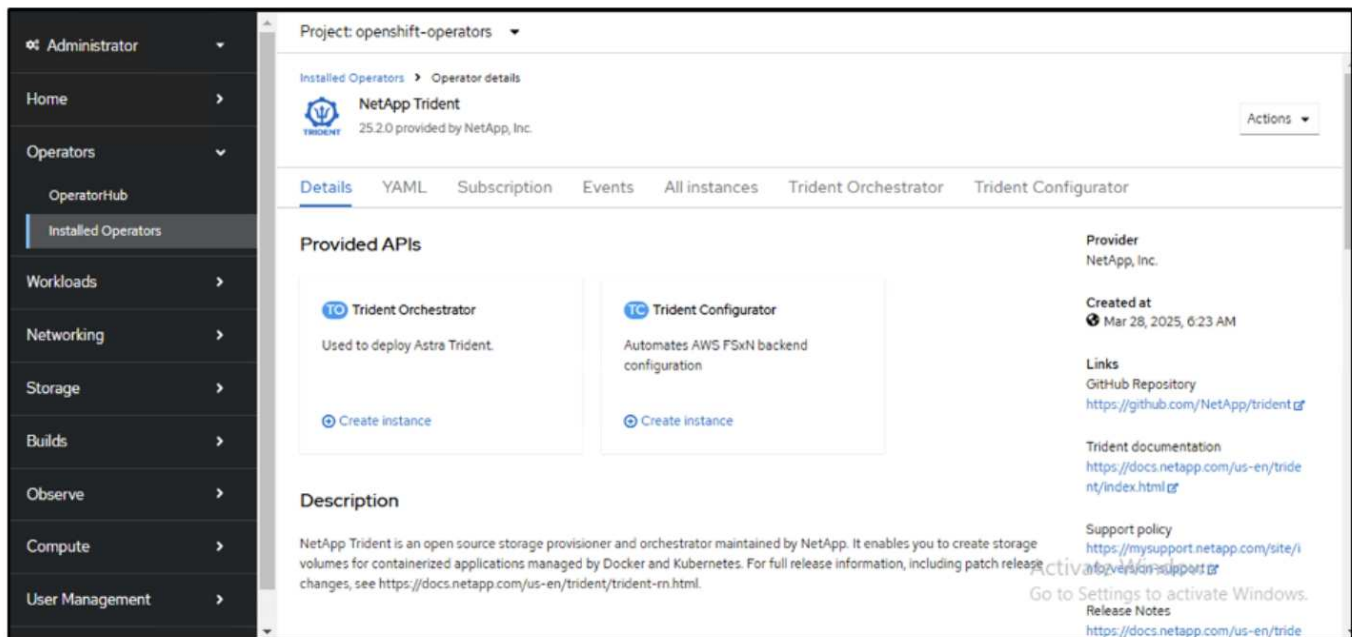 Administrator
Home
Operators
OperatorHub
Installed Operators
Workloads
Networking
Storage
Builds
Observe
Compute
User Management
Project: openshift-operators
Installed Operators > Operator details
TRIDENT
NetApp Trident
25.2.0 provided by NetApp, Inc.
Actions
Details YAML Subscription Events All instances Trident Orchestrator Trident Configurator
Provided APIs
TO Trident Orchestrator
Used to deploy Astra Trident.
Create instance
TC Trident Configurator
Automates AWS FSxN backend
configuration
Create instance
Description
NetApp Trident is an open source storage provisioner and orchestrator maintained by NetApp. It enables you to create storage
volumes for containerized applications managed by Docker and Kubernetes. For full release information, including patch release
changes, see https://docs.netapp.com/us-en/trident/trident-rn.html.
Provider
NetApp, Inc.
Created at
Mar 28, 2025, 6:23 AM
Links
GitHub Repository
https://github.com/NetApp/trident
Trident documentation
https://docs.netapp.com/us-en/tride
nt/index.html
Support policy
https://mysupport.netapp.com/site/i
nfo/version-support
Activate Windows
Go to Settings to activate Windows.
Release Notes
https://docs.netapp.com/us-en/tride